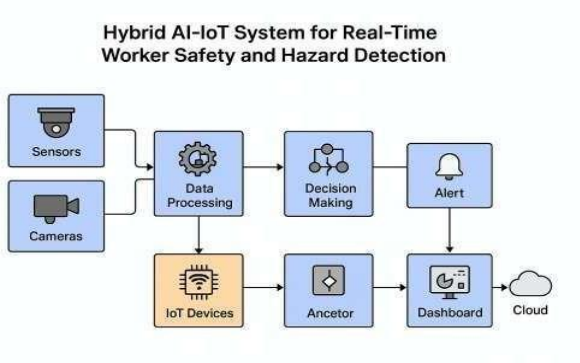 Hybrid AI-IoT System for Real-Time
Worker Safety and Hazard Detection
Sensors
Cameras
Data
Processing
Decision
Making
Alert
IoT Devices
Ancetor
Dashboard
Cloud